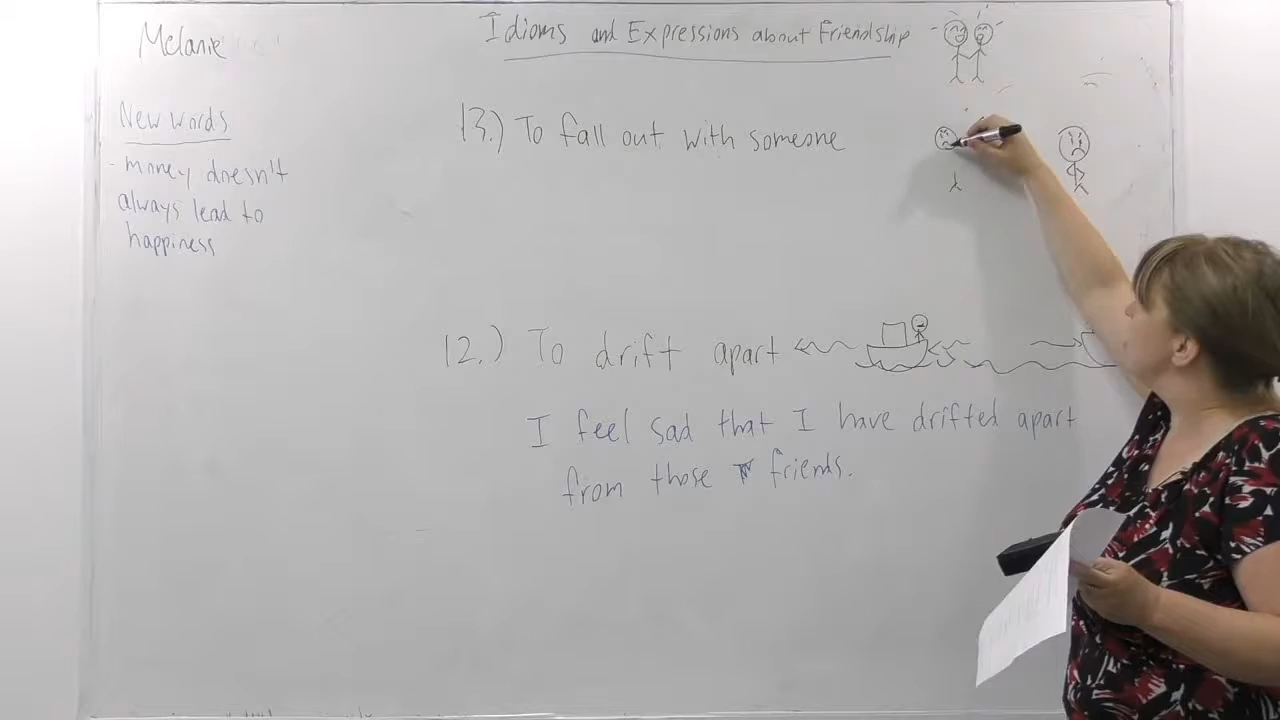 Melanie
Idioms and Expressions about Friendship
New words
- money doesn't
always lead to
happiness
13.) To fall out with someone
12.) To drift apart
I feel sad that I have drifted apart
from those friends.